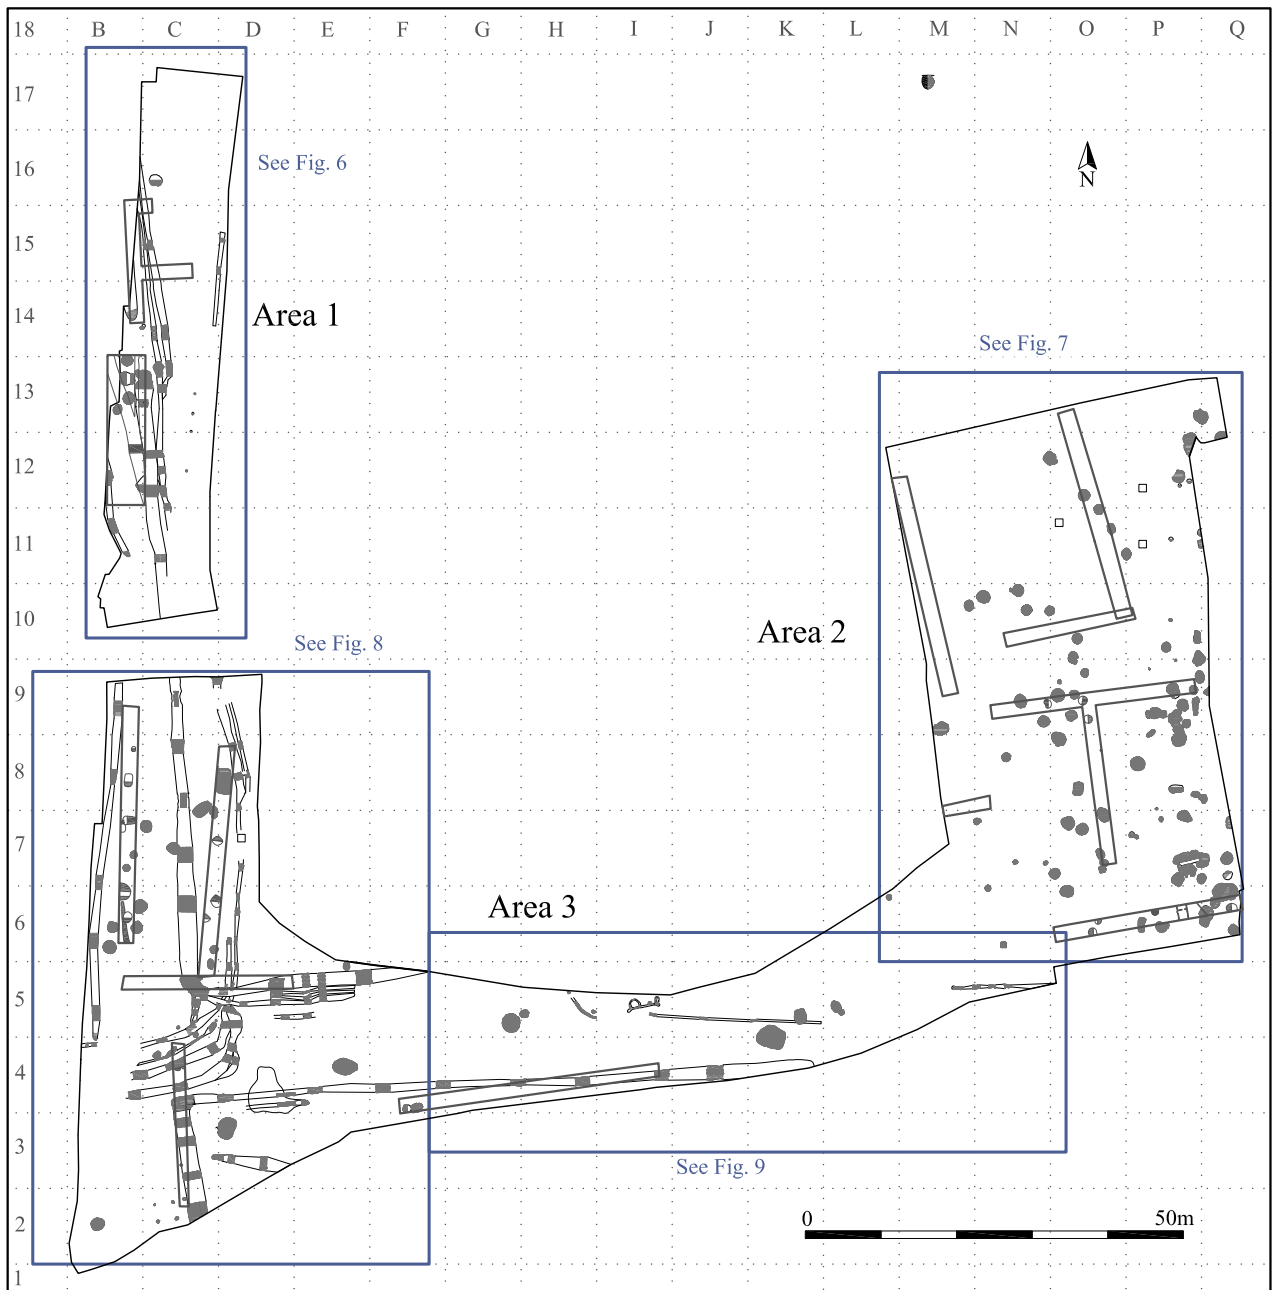 18 B C D E F G H I J K L M N O P Q
17
16 See Fig. 6
N
15
14 Area 1
See Fig. 7
13
12
11
10 Area 2
See Fig. 8
9
8
7
Area 3
6 F1
5
4
3
See Fig. 9
2 0 50m
1